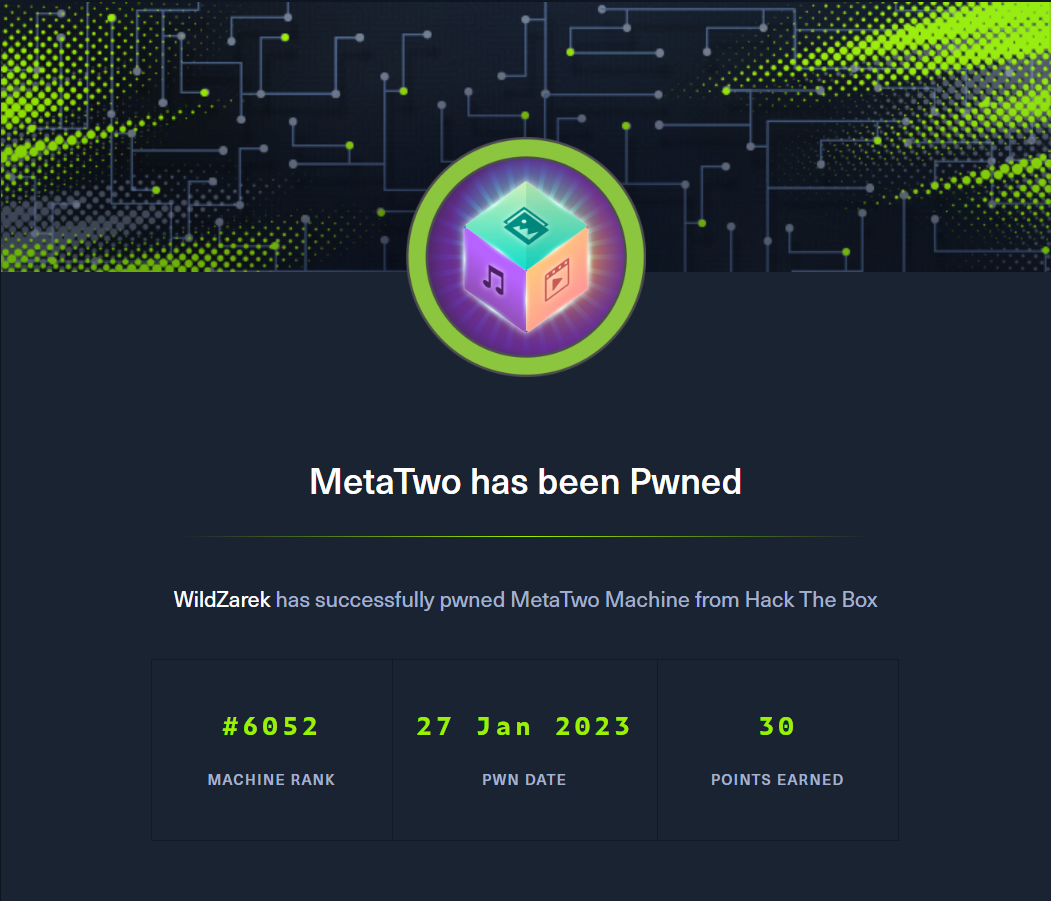 MetaTwo has been Pwned
WildZarek has successfully pwned MetaTwo Machine from Hack The Box
#6052
27 Jan 2023
30
MACHINE RANK
PWN DATE
POINTS EARNED